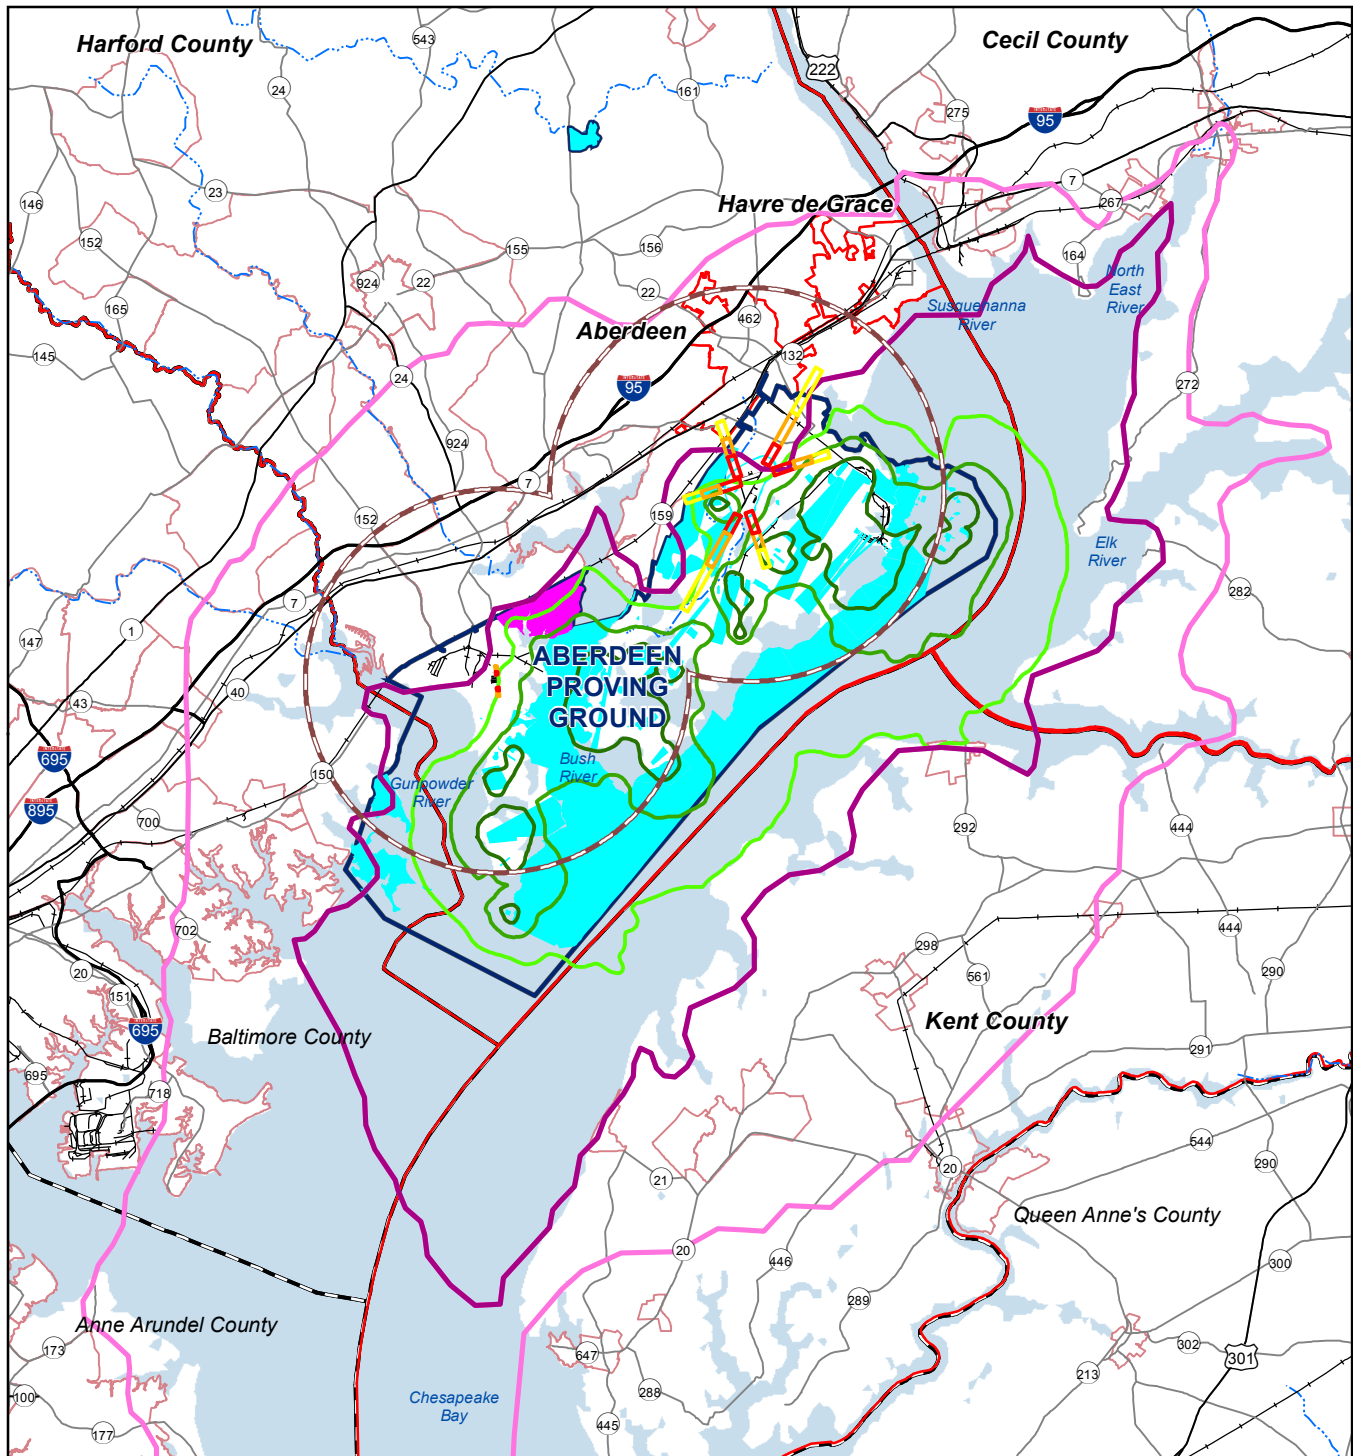 Harford County
543
Cecil County
222
24
161
INTERSTATE
95
275
23
146
Havre de Grace
7
267
152
155
156
164
North
East
River
924
22
22
165
462
Susquehanna
River
Aberdeen
145
132
24
INTERSTATE
95
272
924
7
152
159
Elk
River
282
7
147
1
ABERDEEN
PROVING
GROUND
40
43
INTERSTATE
695
150
Bush
River
Gunpowder
River
INTERSTATE
895
700
292
444
702
444
298
20
561
290
151
INTERSTATE
695
Baltimore County
Kent County
291
695
718
544
290
20
21
Queen Anne's County
20
446
300
289
Anne Arundel County
173
647
302
301
213
288
100
Chesapeake
Bay
445
177